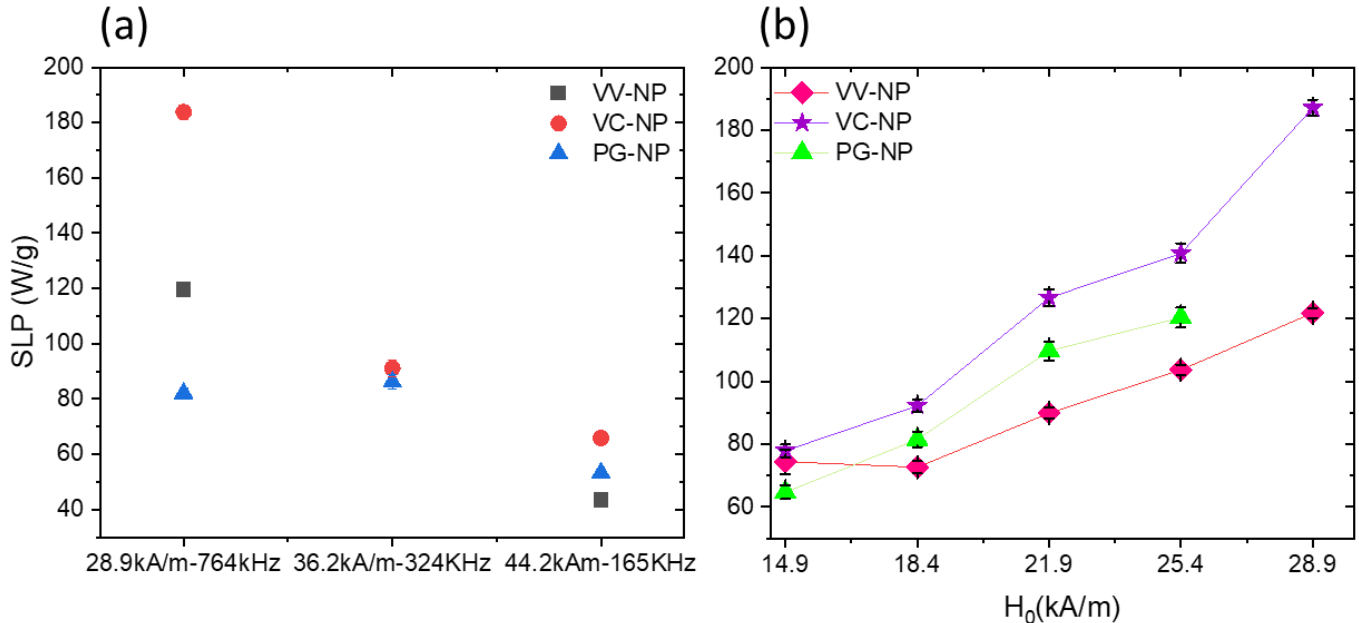 (a)
SLP (W/g)
200
180
160
140
120
100
80
60
40
VV-NP
VC-NP
PG-NP
28.9kA/m-764kHz 36.2kA/m-324KHz 44.2kAm-165KHz
(b)
200
180
160
140
120
100
80
60
VV-NP
VC-NP
PG-NP
14.9 18.4 21.9 25.4 28.9
H₀(kA/m)